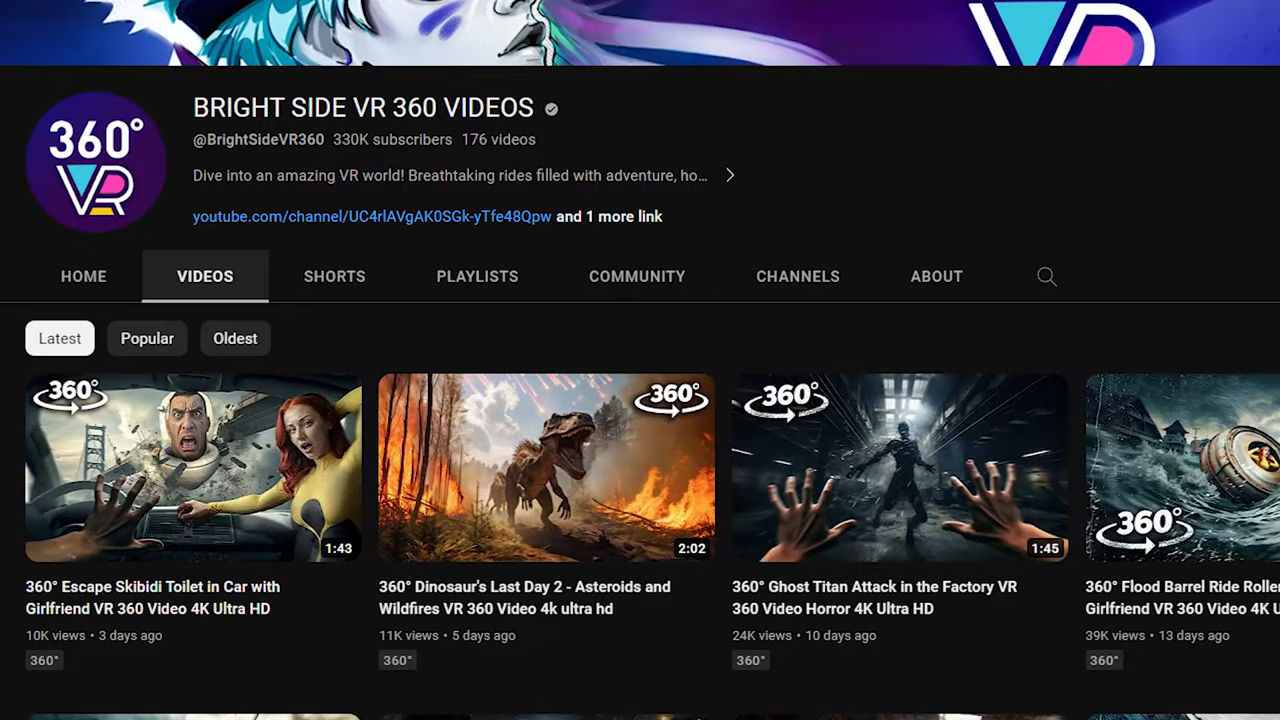 VR
360°
VR
BRIGHT SIDE VR 360 VIDEOS
@BrightSideVR360 330K subscribers 176 videos
Dive into an amazing VR world! Breathtaking rides filled with adventure, ho...
youtube.com/channel/UC4rlAVgAK0SGk-yTfe48Qpw and 1 more link
HOME VIDEOS SHORTS PLAYLISTS COMMUNITY CHANNELS ABOUT
Latest Popular Oldest
360° 360° 360° 360°
1:43 2:02 1:45
360° Escape Skibidi Toilet in Car with
Girlfriend VR 360 Video 4K Ultra HD
10K views • 3 days ago
360°
360° Dinosaur's Last Day 2 - Asteroids and
Wildfires VR 360 Video 4k ultra hd
11K views • 5 days ago
360°
360° Ghost Titan Attack in the Factory VR
360 Video Horror 4K Ultra HD
24K views • 10 days ago
360°
360° Flood Barrel Ride Roller
Girlfriend VR 360 Video 4K U
39K views • 13 days ago
360°